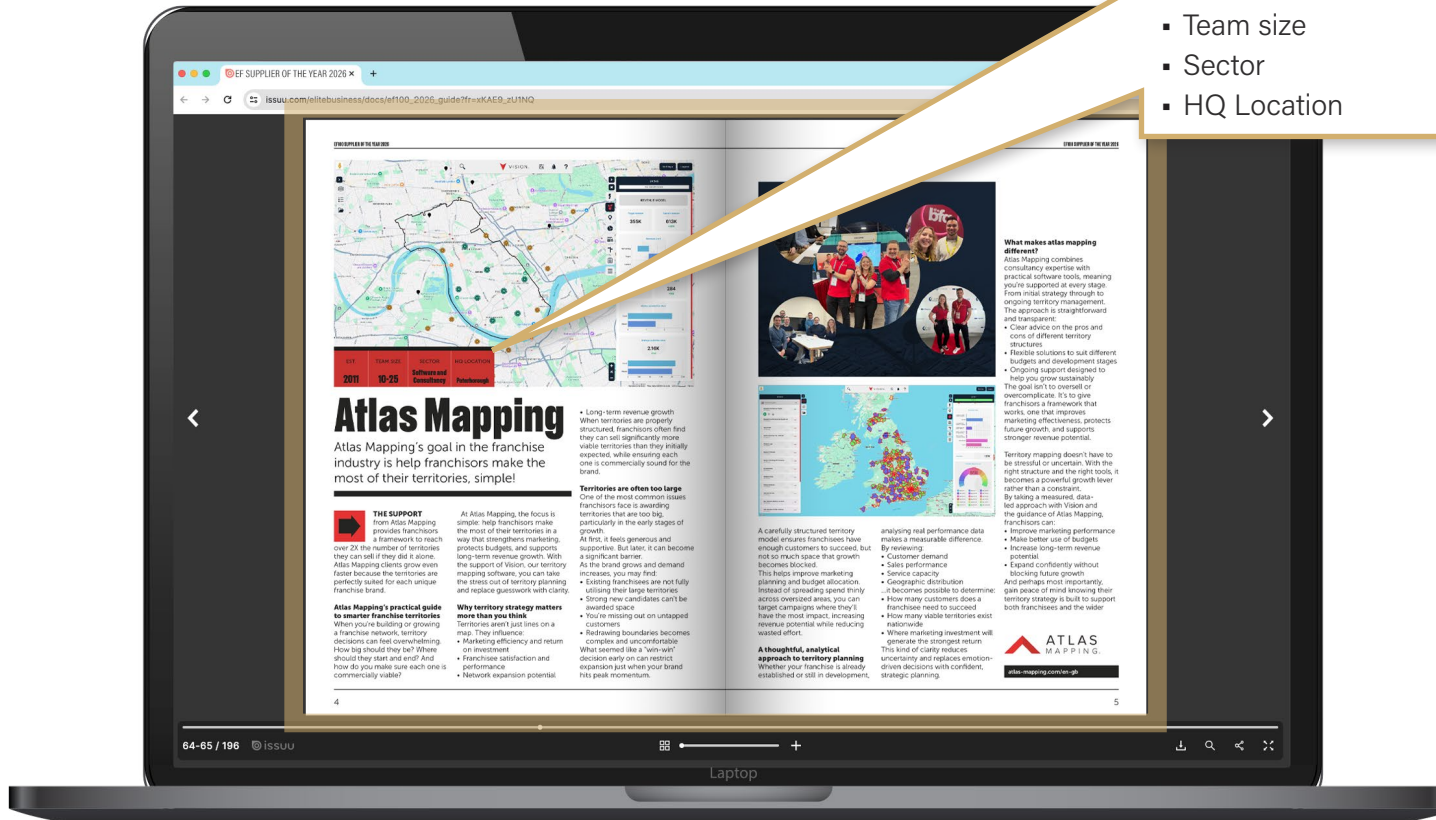 ▪ Team size
▪ Sector
▪ HQ Location
EF SUPPLIER OF THE YEAR 2026 × +
issuu.com/elitebusiness/docs/ef100_2026_guide?fr=xKAE9_zU1NQ
EF100 SUPPLIER OF THE YEAR 2026
EF100 SUPPLIER OF THE YEAR 2026
VISION.
355K
613K
284
2.16K
EST
TEAM SIZE
SECTOR
HQ LOCATION
2011
10-25
Software and
Consultancy
Peterborough
Atlas Mapping
Atlas Mapping's goal in the franchise
industry is help franchisors make the
most of their territories, simple!
THE SUPPORT
from Atlas Mapping
provides franchisors
a framework to reach
over 2X the number of territories
they can sell if they did it alone.
Atlas Mapping clients grow even
faster because the territories are
perfectly suited for each unique
franchise brand.
Atlas Mapping's practical guide
to smarter franchise territories
When you're building or growing
a franchise network, territory
decisions can feel overwhelming.
How big should they be? Where
should they start and end? And
how do you make sure each one is
commercially viable?
At Atlas Mapping, the focus is
simple: help franchisors make
the most of their territories in a
way that strengthens marketing,
protects budgets, and supports
long-term revenue growth. With
the support of Vision, our territory
mapping software, you can take
the stress out of territory planning
and replace guesswork with clarity.
Why territory strategy matters
more than you think
Territories aren't just lines on a
map. They influence:
• Marketing efficiency and return
on investment
• Franchisee satisfaction and
performance
• Network expansion potential
• Long-term revenue growth
When territories are properly
structured, franchisors often find
they can sell significantly more
viable territories than they initially
expected, while ensuring each
one is commercially sound for the
brand.
Territories are often too large
One of the most common issues
franchisors face is awarding
territories that are too big,
particularly in the early stages of
growth.
At first, it feels generous and
supportive. But later, it can become
a significant barrier.
As the brand grows and demand
increases, you may find:
• Existing franchisees are not fully
utilising their large territories
• Strong new candidates can't be
awarded space
• You're missing out on untapped
customers
• Redrawing boundaries becomes
complex and uncomfortable
What seemed like a "win-win"
decision early on can restrict
expansion just when your brand
hits peak momentum.
4
bfa
VISION.
A carefully structured territory
model ensures franchisees have
enough customers to succeed, but
not so much space that growth
becomes blocked.
This helps improve marketing
planning and budget allocation.
Instead of spreading spend thinly
across oversized areas, you can
target campaigns where they'll
have the most impact, increasing
revenue potential while reducing
wasted effort.
A thoughtful, analytical
approach to territory planning
Whether your franchise is already
established or still in development,
analysing real performance data
makes a measurable difference.
By reviewing:
• Customer demand
• Sales performance
• Service capacity
• Geographic distribution
...it becomes possible to determine:
• How many customers does a
franchisee need to succeed
• How many viable territories exist
nationwide
• Where marketing investment will
generate the strongest return
This kind of clarity reduces
uncertainty and replaces emotion-
driven decisions with confident,
strategic planning.
What makes atlas mapping
different?
Atlas Mapping combines
consultancy expertise with
practical software tools, meaning
you're supported at every stage.
From initial strategy through to
ongoing territory management.
The approach is straightforward
and transparent:
• Clear advice on the pros and
cons of different territory
structures
• Flexible solutions to suit different
budgets and development stages
• Ongoing support designed to
help you grow sustainably
The goal isn't to oversell or
overcomplicate. It's to give
franchisors a framework that
works, one that improves
marketing effectiveness, protects
future growth, and supports
stronger revenue potential.
Territory mapping doesn't have to
be stressful or uncertain. With the
right structure and the right tools, it
becomes a powerful growth lever
rather than a constraint.
By taking a measured, data-
led approach with Vision and
the guidance of Atlas Mapping,
franchisors can:
• Improve marketing performance
• Make better use of budgets
• Increase long-term revenue
potential
• Expand confidently without
blocking future growth
And perhaps most importantly,
gain peace of mind knowing their
territory strategy is built to support
both franchisees and the wider
ATLAS
MAPPING.
atlas-mapping.com/en-gb
5
64-65 / 196 issuu
Laptop